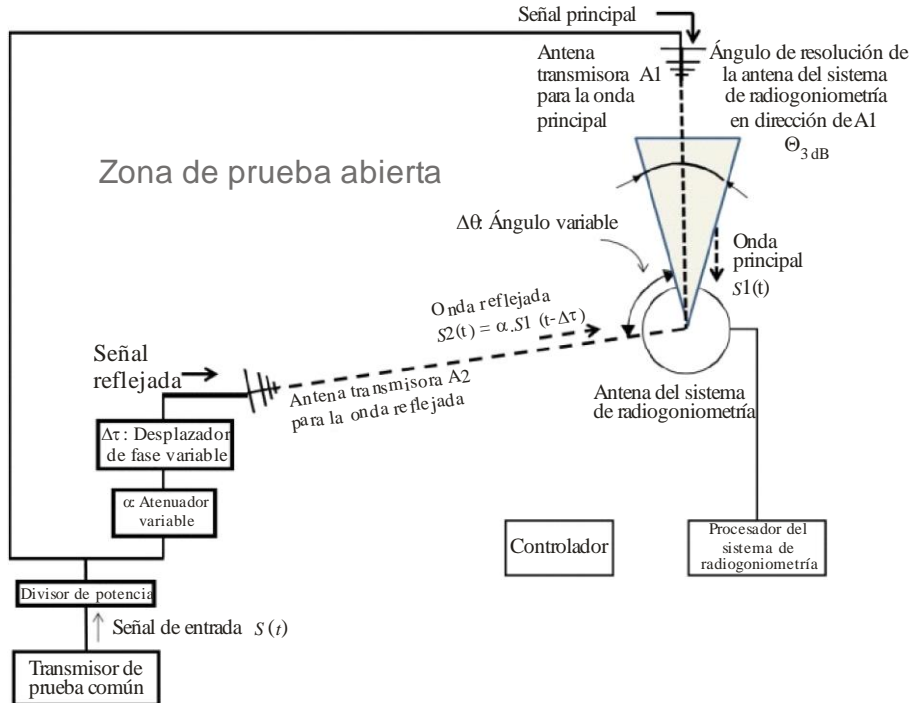 Señal principal
Antena
transmisora A1
para la onda
principal
Ángulo de resolución de
la antena del sistema
de radiogoniometría
en dirección de A1
Θ3 dB
Zona de prueba abierta
Δθ: Ángulo variable
Onda
principal
S1(t)
Onda reflejada
S2(t) = α.S1 (t-Δτ)
Señal
reflejada
Antena transmisora A2
para la onda reflejada
Antena del sistema
de radiogoniometría
Δτ : Desplazador
de fase variable
α: Atenuador
variable
Controlador
Procesador del
sistema de
radiogoniometría
Divisor de potencia
Señal de entrada S(t)
Transmisor de
prueba común